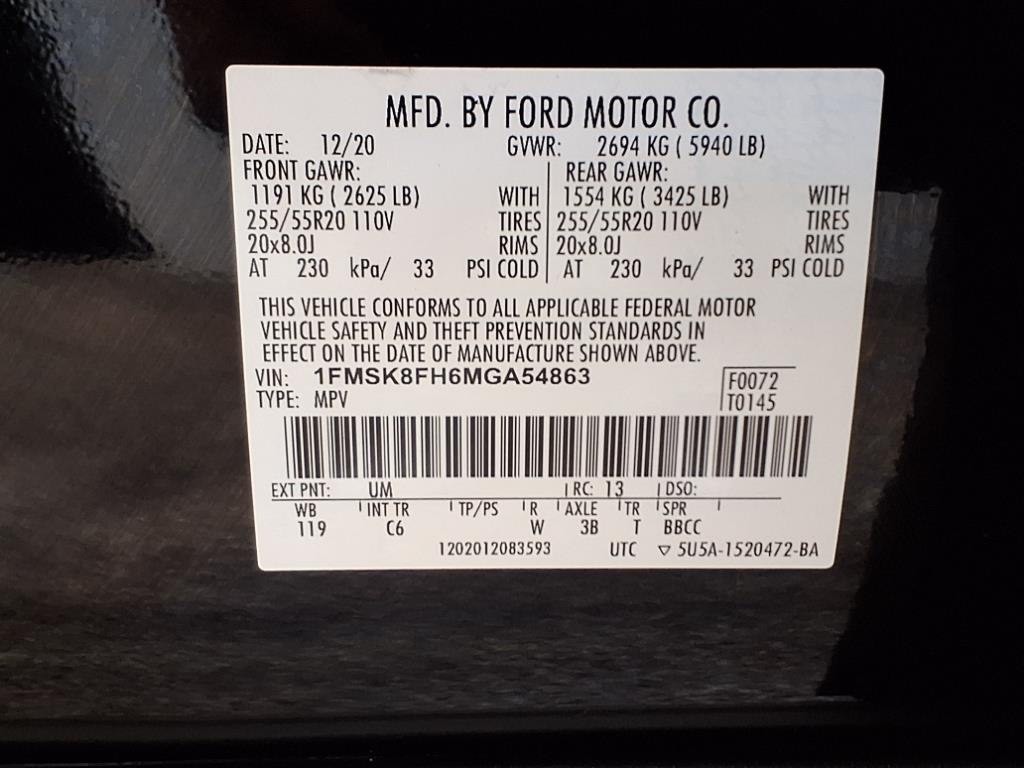 MFD. BY FORD MOTOR CO.
DATE: 12/20 GVWR: 2694 KG ( 5940 LB)
FRONT GAWR: REAR GAWR:
1191 KG ( 2625 LB) WITH 1554 KG ( 3425 LB) WITH
255/55R20 110V TIRES 255/55R20 110V TIRES
20x8.0J RIMS 20x8.0J RIMS
AT 230 kPa/ 33 PSI COLD AT 230 kPa/ 33 PSI COLD
THIS VEHICLE CONFORMS TO ALL APPLICABLE FEDERAL MOTOR
VEHICLE SAFETY AND THEFT PREVENTION STANDARDS IN
EFFECT ON THE DATE OF MANUFACTURE SHOWN ABOVE.
VIN: 1FMSK8FH6MGA54863 F0072
TYPE: MPV T0145
EXT PNT: UM RC: 13 DSO:
WB INT TR TP/PS R AXLE TR SPR
119 C6 W 3B T BBCC
1202012083593 UTC ▽ 5U5A-1520472-BA